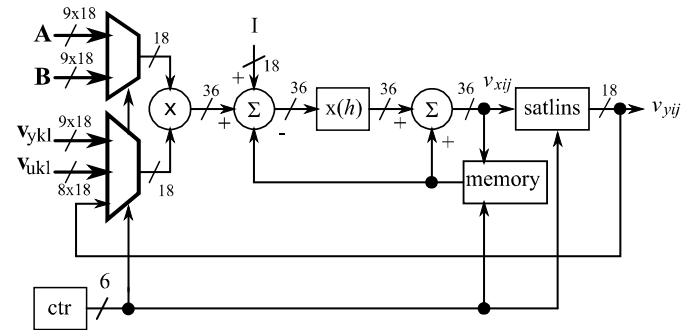 9x18
A
18
9x18
B
I
18
+
36
x
Σ
+
-
36
x(h)
36
+
Σ
+
36
v_xij
satlins
18
v_yij
9x18
v_ykl
v_ukl
8x18
18
memory
ctr
6